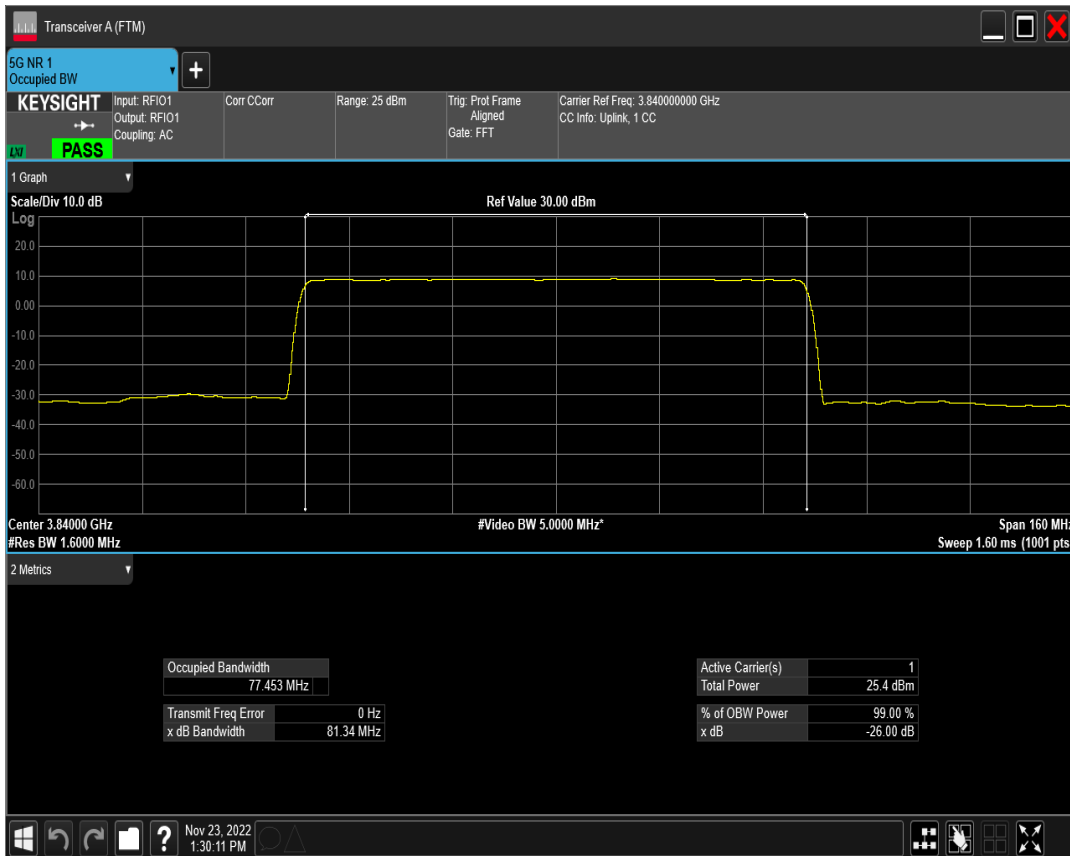 Transceiver A (FTM)
5G NR 1
Occupied BW
+
KEYSIGHT
LXI
PASS
Input: RFIO1
Output: RFIO1
Coupling: AC
Corr CCorr
Range: 25 dBm
Trig: Prot Frame
Aligned
Gate: FFT
Carrier Ref Freq: 3.840000000 GHz
CC Info: Uplink, 1 CC
1 Graph
Scale/Div 10.0 dB
Ref Value 30.00 dBm
Log
20.0
10.0
0.00
-10.0
-20.0
-30.0
-40.0
-50.0
-60.0
Center 3.84000 GHz
#Video BW 5.0000 MHz*
Span 160 MHz
#Res BW 1.6000 MHz
Sweep 1.60 ms (1001 pts
2 Metrics
Occupied Bandwidth
77.453 MHz
Transmit Freq Error 0 Hz
x dB Bandwidth 81.34 MHz
Active Carrier(s) 1
Total Power 25.4 dBm
% of OBW Power 99.00 %
x dB -26.00 dB
?
Nov 23, 2022
1:30:11 PM